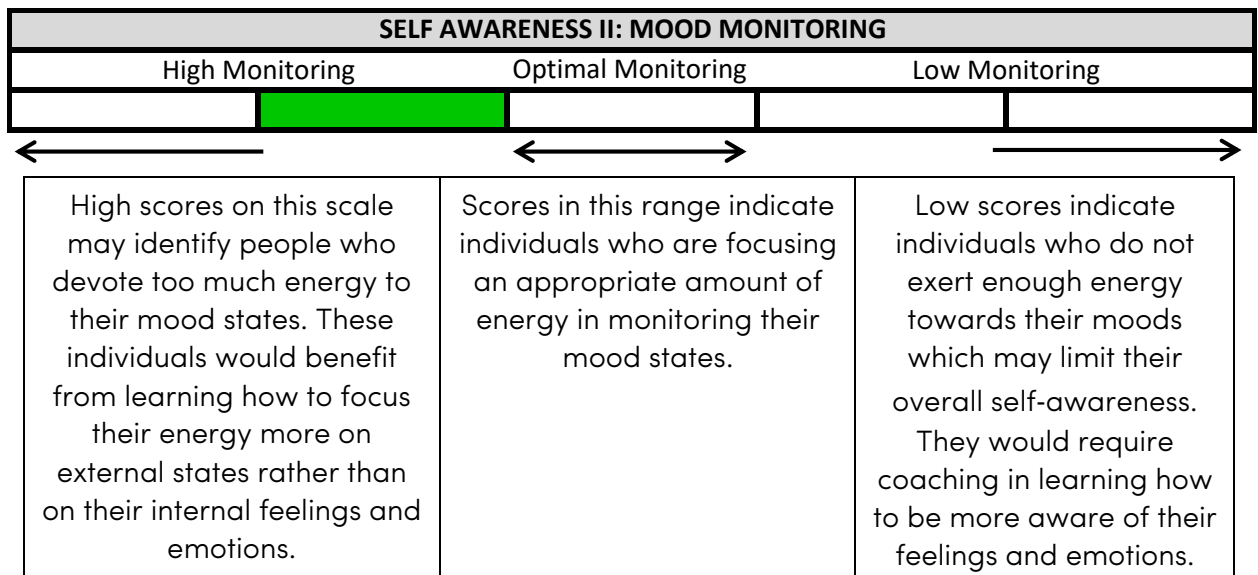 SELF AWARENESS II: MOOD MONITORING
High Monitoring
Optimal Monitoring
Low Monitoring
High scores on this scale
may identify people who
devote too much energy to
their mood states. These
individuals would benefit
from learning how to focus
their energy more on
external states rather than
on their internal feelings and
emotions.
Scores in this range indicate
individuals who are focusing
an appropriate amount of
energy in monitoring their
mood states.
Low scores indicate
individuals who do not
exert enough energy
towards their moods
which may limit their
overall self-awareness.
They would require
coaching in learning how
to be more aware of their
feelings and emotions.